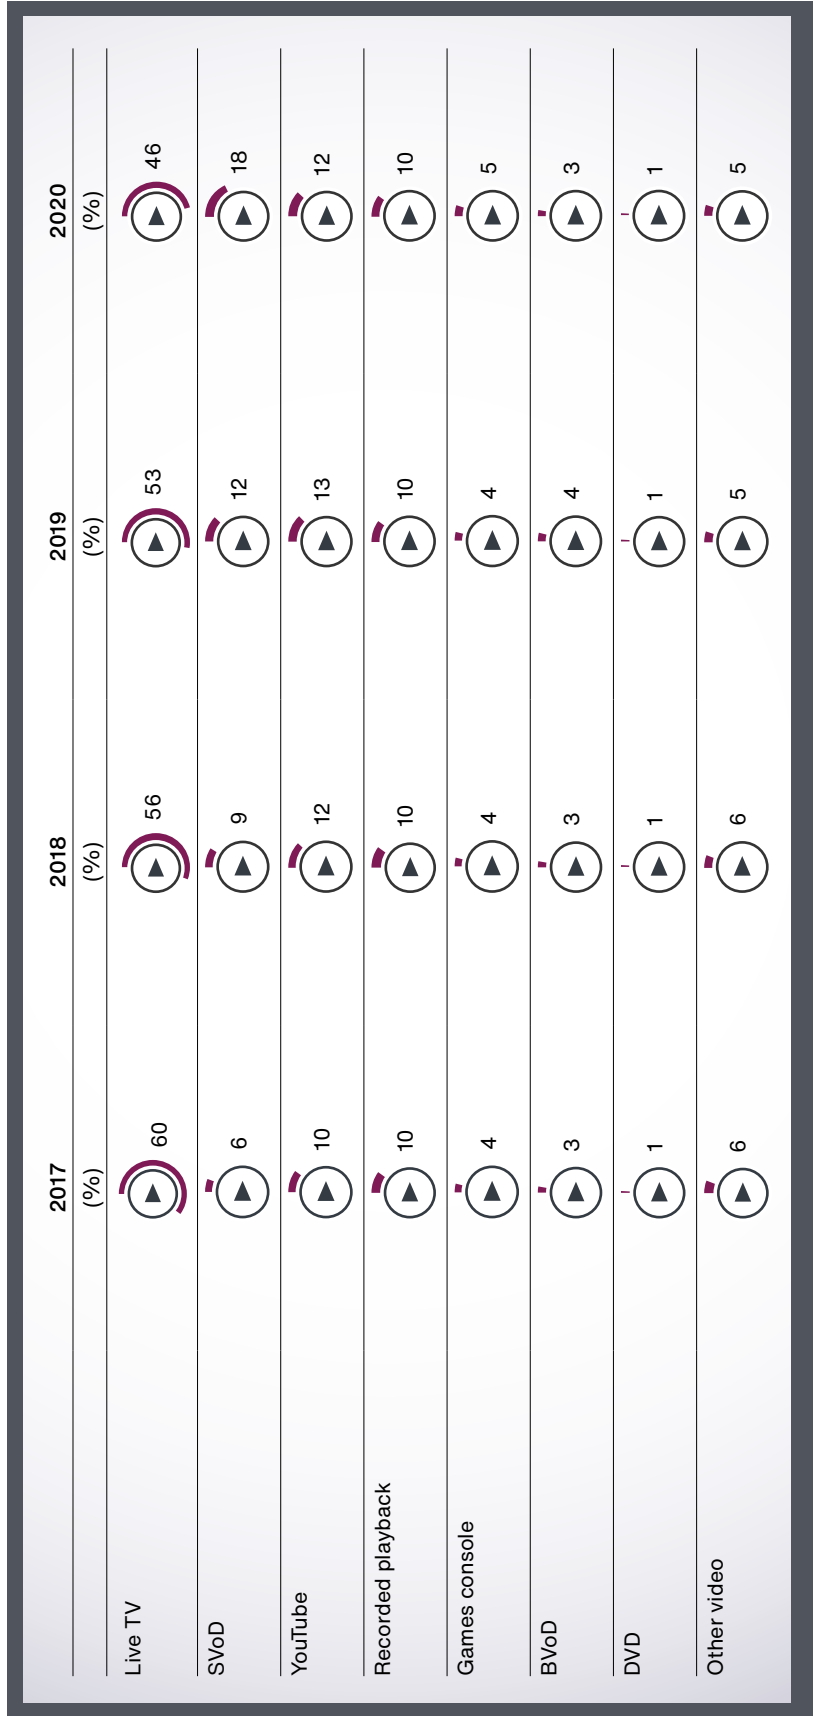 2017 2018 2019 2020
(%) (%) (%) (%)
Live TV 60 56 53 46
SVoD 6 9 12 18
YouTube 10 12 13 12
Recorded playback 10 10 10 10
Games console 4 4 4 5
BVoD 3 3 4 3
DVD 1 1 1 1
Other video 6 6 5 5